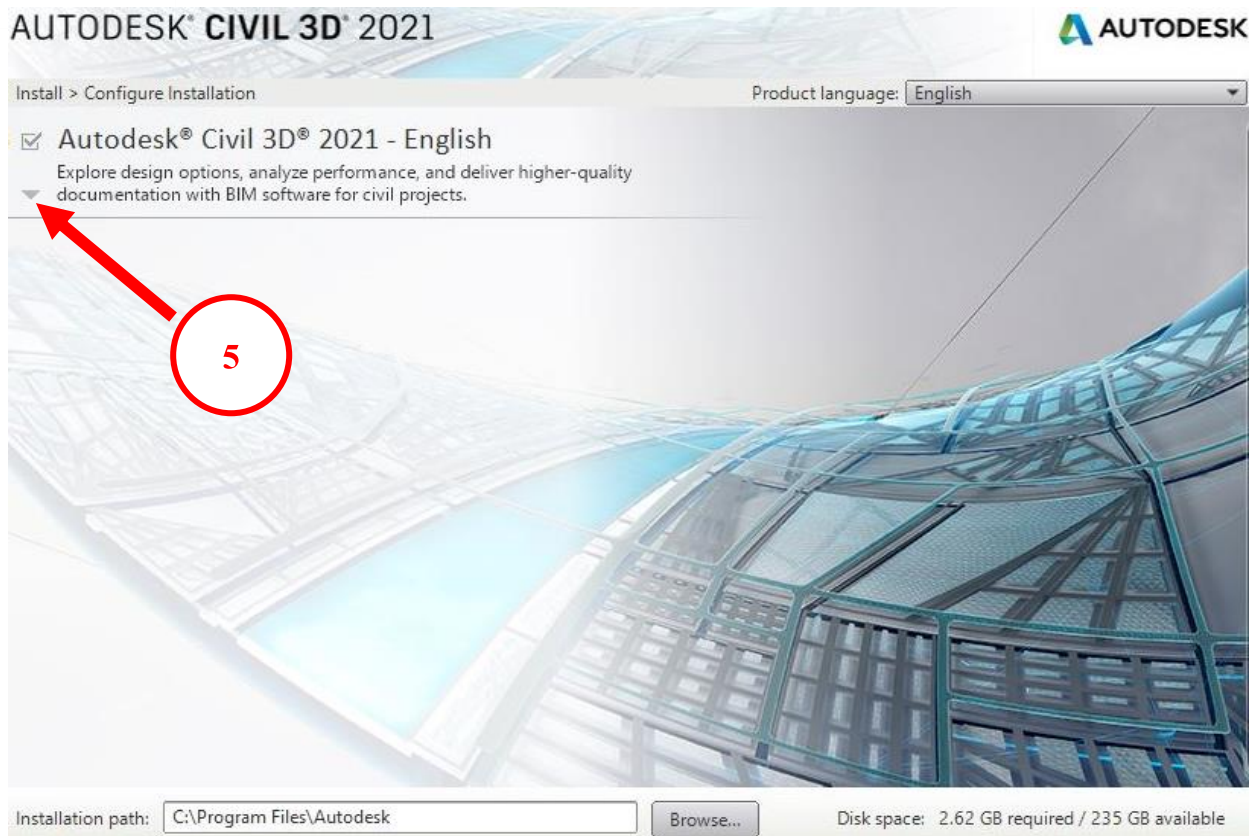 AUTODESK® CIVIL 3D® 2021
AUTODESK
Install > Configure Installation
Product language: English
Autodesk® Civil 3D® 2021 - English
Explore design options, analyze performance, and deliver higher-quality
documentation with BIM software for civil projects.
5
Installation path: C:\Program Files\Autodesk Browse... Disk space: 2.62 GB required / 235 GB available